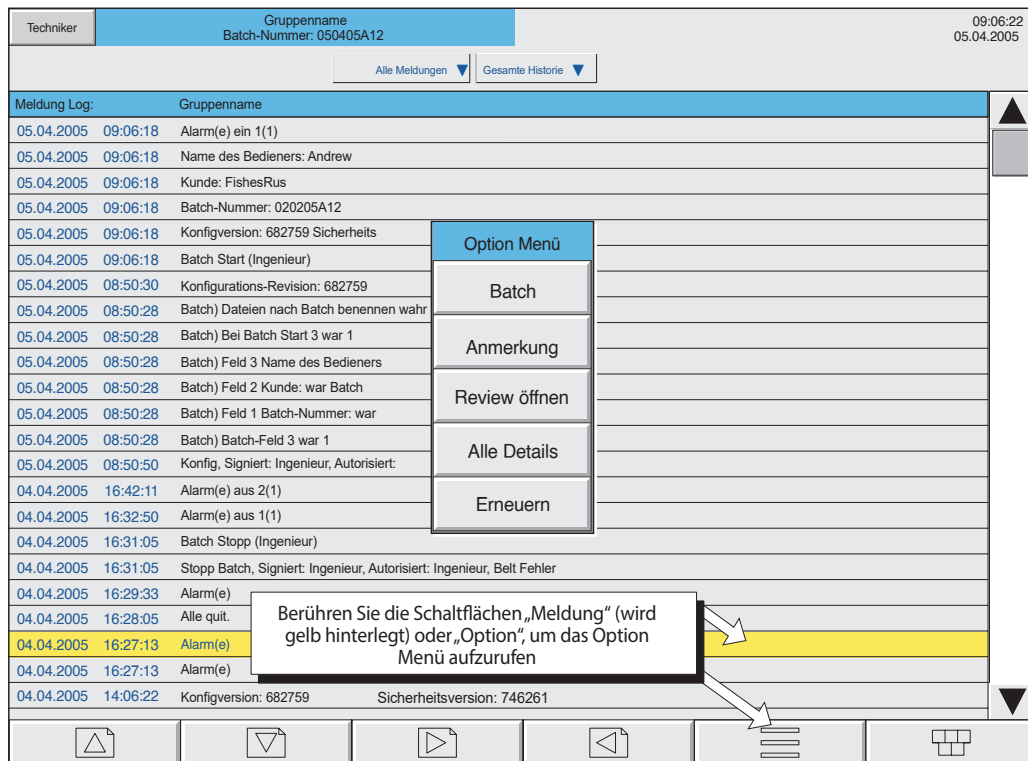 Techniker
Gruppenname
Batch-Nummer: 050405A12
09:06:22
05.04.2005
Alle Meldungen
Gesamte Historie
Meldung Log: Gruppenname
05.04.2005 09:06:18 Alarm(e) ein 1(1)
05.04.2005 09:06:18 Name des Bedieners: Andrew
05.04.2005 09:06:18 Kunde: FishesRus
05.04.2005 09:06:18 Batch-Nummer: 020205A12
05.04.2005 09:06:18 Konfigversion: 682759 Sicherheits
05.04.2005 09:06:18 Batch Start (Ingenieur)
05.04.2005 08:50:30 Konfigurations-Revision: 682759
05.04.2005 08:50:28 Batch) Dateien nach Batch benennen wahr
05.04.2005 08:50:28 Batch) Bei Batch Start 3 war 1
05.04.2005 08:50:28 Batch) Feld 3 Name des Bedieners
05.04.2005 08:50:28 Batch) Feld 2 Kunde: war Batch
05.04.2005 08:50:28 Batch) Feld 1 Batch-Nummer: war
05.04.2005 08:50:28 Batch) Batch-Feld 3 war 1
05.04.2005 08:50:50 Konfig, Signiert: Ingenieur, Autorisiert:
04.04.2005 16:42:11 Alarm(e) aus 2(1)
04.04.2005 16:32:50 Alarm(e) aus 1(1)
04.04.2005 16:31:05 Batch Stopp (Ingenieur)
04.04.2005 16:31:05 Stopp Batch, Signiert: Ingenieur, Autorisiert: Ingenieur, Belt Fehler
04.04.2005 16:29:33 Alarm(e)
04.04.2005 16:28:05 Alle quit.
04.04.2005 16:27:13 Alarm(e)
04.04.2005 16:27:13 Alarm(e)
04.04.2005 14:06:22 Konfigversion: 682759 Sicherheitsversion: 746261
Option Menü
Batch
Anmerkung
Review öffnen
Alle Details
Erneuern
Berühren Sie die Schaltflächen „Meldung“ (wird
gelb hinterlegt) oder „Option“, um das Option
Menü aufzurufen